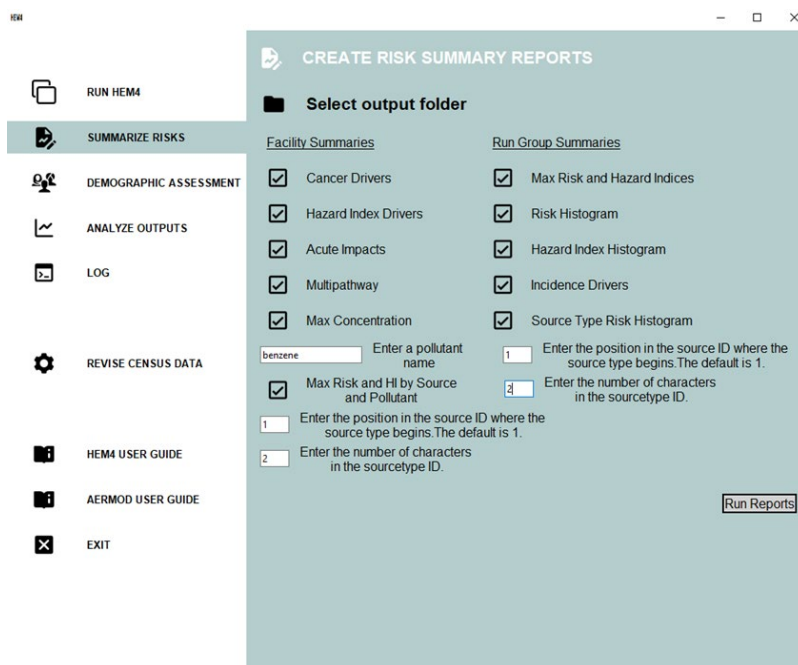 HEM4
CREATE RISK SUMMARY REPORTS
RUN HEM4
Select output folder
SUMMARIZE RISKS
Facility Summaries
Run Group Summaries
DEMOGRAPHIC ASSESSMENT
Cancer Drivers
Max Risk and Hazard Indices
Hazard Index Drivers
Risk Histogram
ANALYZE OUTPUTS
Acute Impacts
Hazard Index Histogram
LOG
Multipathway
Incidence Drivers
Max Concentration
Source Type Risk Histogram
benzene
Enter a pollutant
name
1
Enter the position in the source ID where the
source type begins.The default is 1.
REVISE CENSUS DATA
Max Risk and HI by Source
and Pollutant
2
Enter the number of characters
in the sourcetype ID.
1
Enter the position in the source ID where the
source type begins.The default is 1.
HEM4 USER GUIDE
2
Enter the number of characters
in the sourcetype ID.
AERMOD USER GUIDE
Run Reports
EXIT